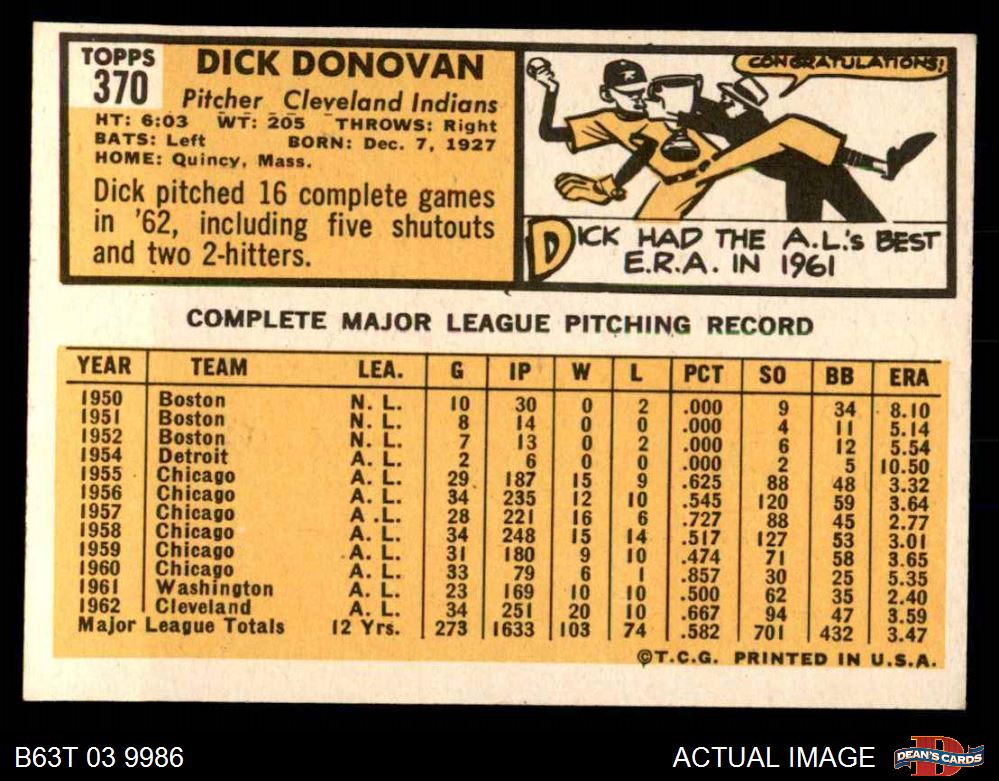 TOPPS
370
DICK DONOVAN
Pitcher Cleveland Indians
HT: 6:03 WT: 205 THROWS: Right
BATS: Left BORN: Dec. 7, 1927
HOME: Quincy, Mass.
Dick pitched 16 complete games
in '62, including five shutouts
and two 2-hitters.
CONGRATULATIONS!
DICK HAD THE A.L.'s BEST
E.R.A. IN 1961
COMPLETE MAJOR LEAGUE PITCHING RECORD
YEAR TEAM LEA. G IP W L PCT SO BB ERA
1950 Boston N. L. 10 30 0 2 .000 9 34 8.10
1951 Boston N. L. 8 14 0 0 .000 4 11 5.14
1952 Boston N. L. 7 13 0 2 .000 6 12 5.54
1954 Detroit A. L. 2 6 0 0 .000 2 5 10.50
1955 Chicago A. L. 29 187 15 9 .625 88 48 3.32
1956 Chicago A. L. 34 235 12 10 .545 120 59 3.64
1957 Chicago A .L. 28 221 16 6 .727 88 45 2.77
1958 Chicago A. L. 34 248 15 14 .517 127 53 3.01
1959 Chicago A. L. 31 180 9 10 .474 71 58 3.65
1960 Chicago A. L. 33 79 6 1 .857 30 25 5.35
1961 Washington A. L. 23 169 10 10 .500 62 35 2.40
1962 Cleveland A. L. 34 251 20 10 .667 94 47 3.59
Major League Totals 12 Yrs. 273 1633 103 74 .582 701 432 3.47
©T.C.G. PRINTED IN U.S.A.
B63T 03 9986
ACTUAL IMAGE
D
DEAN'S CARDS